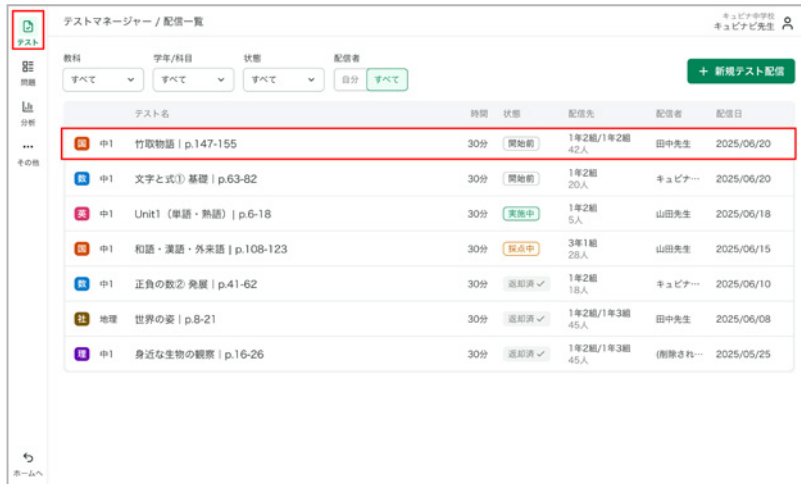 テスト
問題
分析
その他
ホームへ
テストマネージャー / 配信一覧
キュビナ中学校
キュビナビ先生
教科
学年/科目
状態
配信者
すべて
すべて
すべて
自分 すべて
+ 新規テスト配信
テスト名 時間 状態 配信先 配信者 配信日
国 中1 竹取物語 | p.147-155 30分 開始前 1年2組/1年2組 田中先生 2025/06/20
42人
数 中1 文字と式① 基礎 | p.63-82 30分 開始前 1年2組 キュビナ… 2025/06/20
20人
英 中1 Unit1（単語・熟語）| p.6-18 30分 実施中 1年2組 山田先生 2025/06/18
5人
国 中1 和語・漢語・外来語 | p.108-123 30分 採点中 3年1組 山田先生 2025/06/15
28人
数 中1 正負の数② 発展 | p.41-62 30分 返却済 1年2組 キュビナ… 2025/06/10
18人
社 地理 世界の姿 | p.8-21 30分 返却済 1年2組/1年3組 田中先生 2025/06/08
45人
理 中1 身近な生物の観察 | p.16-26 30分 返却済 1年2組/1年3組 (削除され… 2025/05/25
45人